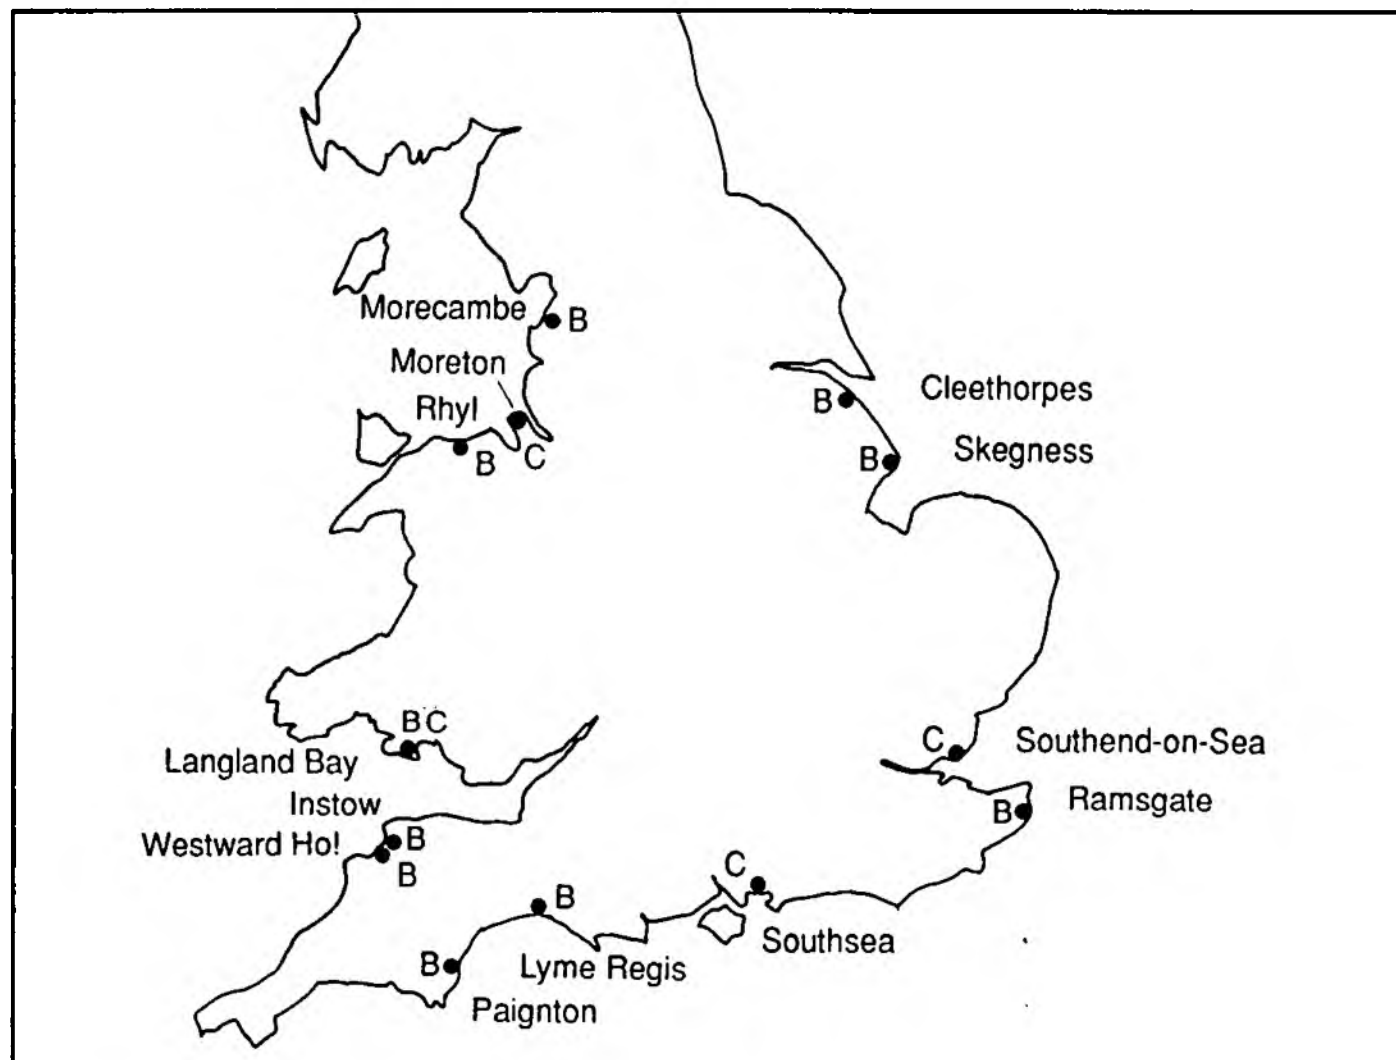 Morecambe
B
Moreton
Rhyl
B
C
Cleethorpes
B
Skegness
B
B C
Langland Bay
Instow
B
Westward Ho!
B
C
Southend-on-Sea
Ramsgate
B
C
Southsea
B
Lyme Regis
B
Paignton